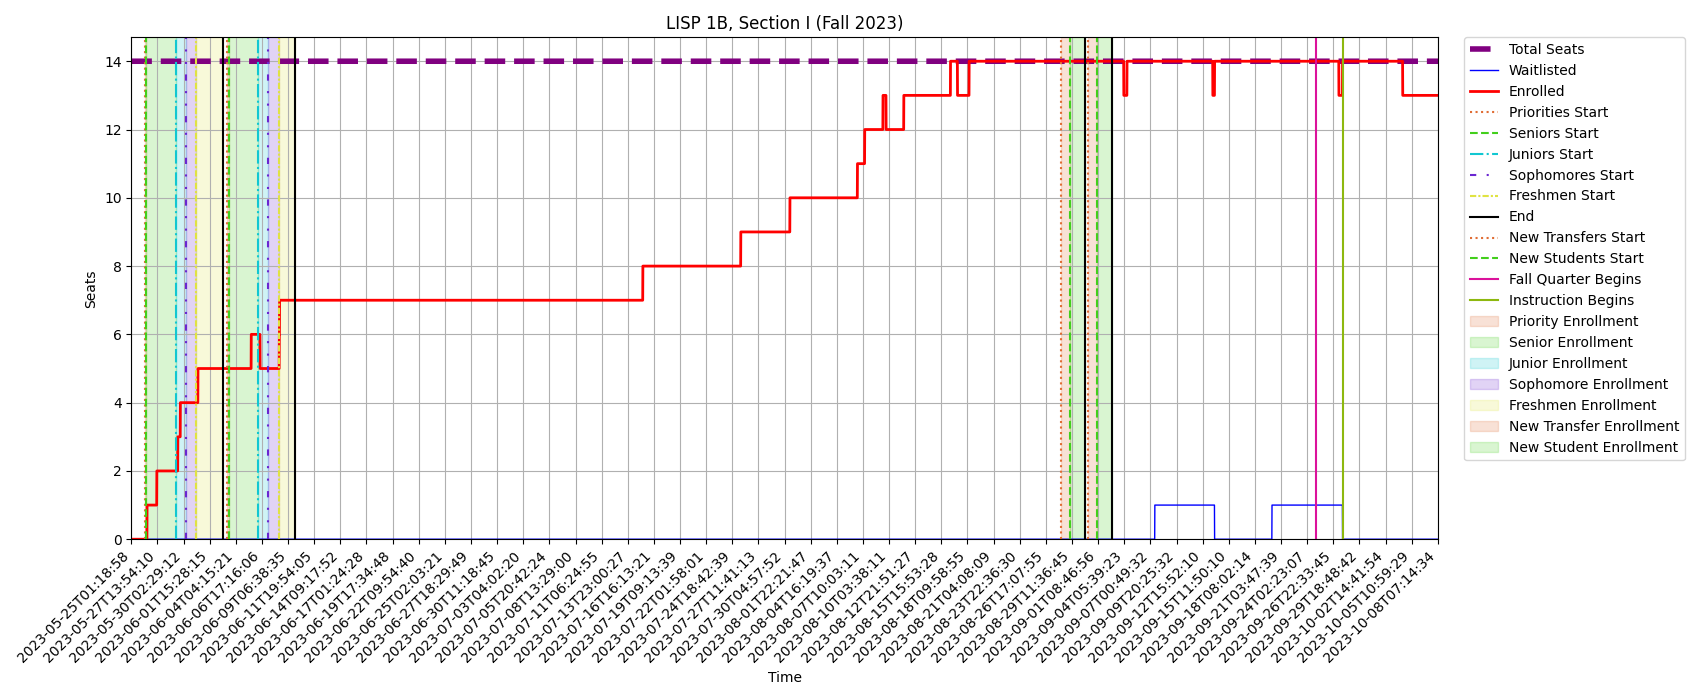 LISP 1B, Section I (Fall 2023)
Seats
14
12
10
8
6
4
2
0
2023-05-25T01:18:58
2023-05-27T13:54:10
2023-05-30T02:29:12
2023-06-01T15:28:15
2023-06-04T04:15:21
2023-06-06T17:16:06
2023-06-09T06:38:35
2023-06-11T19:54:05
2023-06-14T09:17:52
2023-06-17T01:24:28
2023-06-19T17:34:48
2023-06-22T09:54:40
2023-06-25T02:03:21
2023-06-27T18:29:49
2023-06-30T11:18:45
2023-07-03T04:02:20
2023-07-05T20:42:24
2023-07-08T13:29:00
2023-07-11T06:24:55
2023-07-13T23:00:27
2023-07-16T16:13:21
2023-07-19T09:13:39
2023-07-22T01:58:01
2023-07-24T18:42:39
2023-07-27T11:41:13
2023-07-30T04:57:52
2023-08-01T22:21:47
2023-08-04T16:19:37
2023-08-07T10:03:11
2023-08-10T03:38:11
2023-08-12T21:51:27
2023-08-15T15:53:28
2023-08-18T09:58:55
2023-08-21T04:08:09
2023-08-23T22:36:30
2023-08-26T17:07:55
2023-08-29T11:36:45
2023-09-01T08:46:56
2023-09-04T05:39:23
2023-09-07T00:49:32
2023-09-09T20:25:32
2023-09-12T15:52:10
2023-09-15T11:50:10
2023-09-18T08:02:14
2023-09-21T03:47:39
2023-09-24T02:23:07
2023-09-26T22:33:45
2023-09-29T18:48:42
2023-10-02T14:41:54
2023-10-05T10:59:29
2023-10-08T07:14:34
Time
Total Seats
Waitlisted
Enrolled
Priorities Start
Seniors Start
Juniors Start
Sophomores Start
Freshmen Start
End
New Transfers Start
New Students Start
Fall Quarter Begins
Instruction Begins
Priority Enrollment
Senior Enrollment
Junior Enrollment
Sophomore Enrollment
Freshmen Enrollment
New Transfer Enrollment
New Student Enrollment